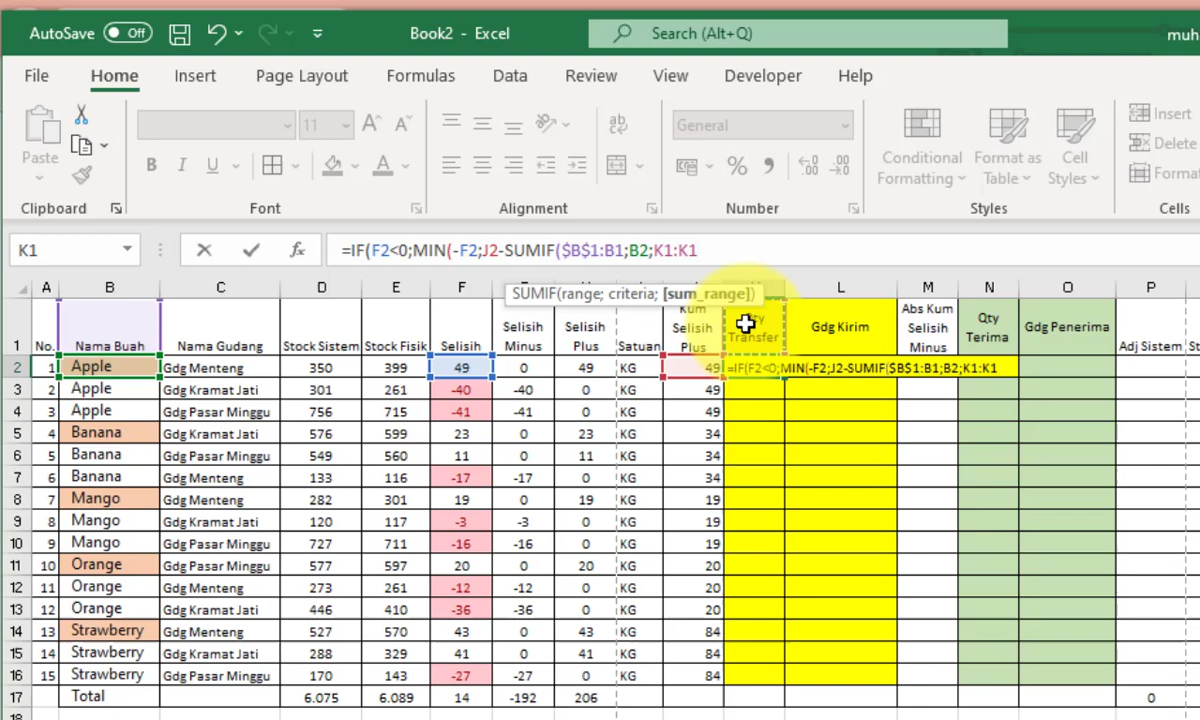 AutoSave Off Book2 - Excel Search (Alt+Q) muh
File Home Insert Page Layout Formulas Data Review View Developer Help
11 General Insert
Delete
Paste Conditional Format as Cell
Formatting Table Styles
Clipboard Font Alignment Number Styles Cells
K1 =IF(F2<0;MIN(-F2;J2-SUMIF($B$1:B1;B2;K1:K1
SUMIF(range; criteria; [sum_range])
A B C D E F L M N O P
1 No. Nama Buah Nama Gudang Stock Sistem Stock Fisik Selisih Selisih Minus Selisih Plus Satuan Kum Selisih Plus Qty Transfer Gdg Kirim Abs Kum Selisih Minus Qty Terima Gdg Penerima Adj Sistem
2 1 Apple Gdg Menteng 350 399 49 0 49 KG 49 =IF(F2<0;MIN(-F2;J2-SUMIF($B$1:B1;B2;K1:K1
3 2 Apple Gdg Kramat Jati 301 261 -40 -40 0 KG 49
4 3 Apple Gdg Pasar Minggu 756 715 -41 -41 0 KG 49
5 4 Banana Gdg Kramat Jati 576 599 23 0 23 KG 34
6 5 Banana Gdg Pasar Minggu 549 560 11 0 11 KG 34
7 6 Banana Gdg Menteng 133 116 -17 -17 0 KG 34
8 7 Mango Gdg Menteng 282 301 19 0 19 KG 19
9 8 Mango Gdg Kramat Jati 120 117 -3 -3 0 KG 19
10 9 Mango Gdg Pasar Minggu 727 711 -16 -16 0 KG 19
11 10 Orange Gdg Pasar Minggu 577 597 20 0 20 KG 20
12 11 Orange Gdg Menteng 273 261 -12 -12 0 KG 20
13 12 Orange Gdg Kramat Jati 446 410 -36 -36 0 KG 20
14 13 Strawberry Gdg Menteng 527 570 43 0 43 KG 84
15 14 Strawberry Gdg Kramat Jati 288 329 41 0 41 KG 84
16 15 Strawberry Gdg Pasar Minggu 170 143 -27 -27 0 KG 84
17 Total 6.075 6.089 14 -192 206 0